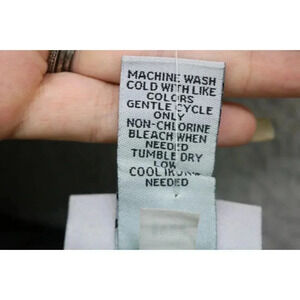 MACHINE WASH
COLD WITH LIKE
COLORS
GENTLE CYCLE
ONLY
NON-CHLORINE
BLEACH WHEN
NEEDED
TUMBLE DRY
LOW
COOL IRON IF
NEEDED